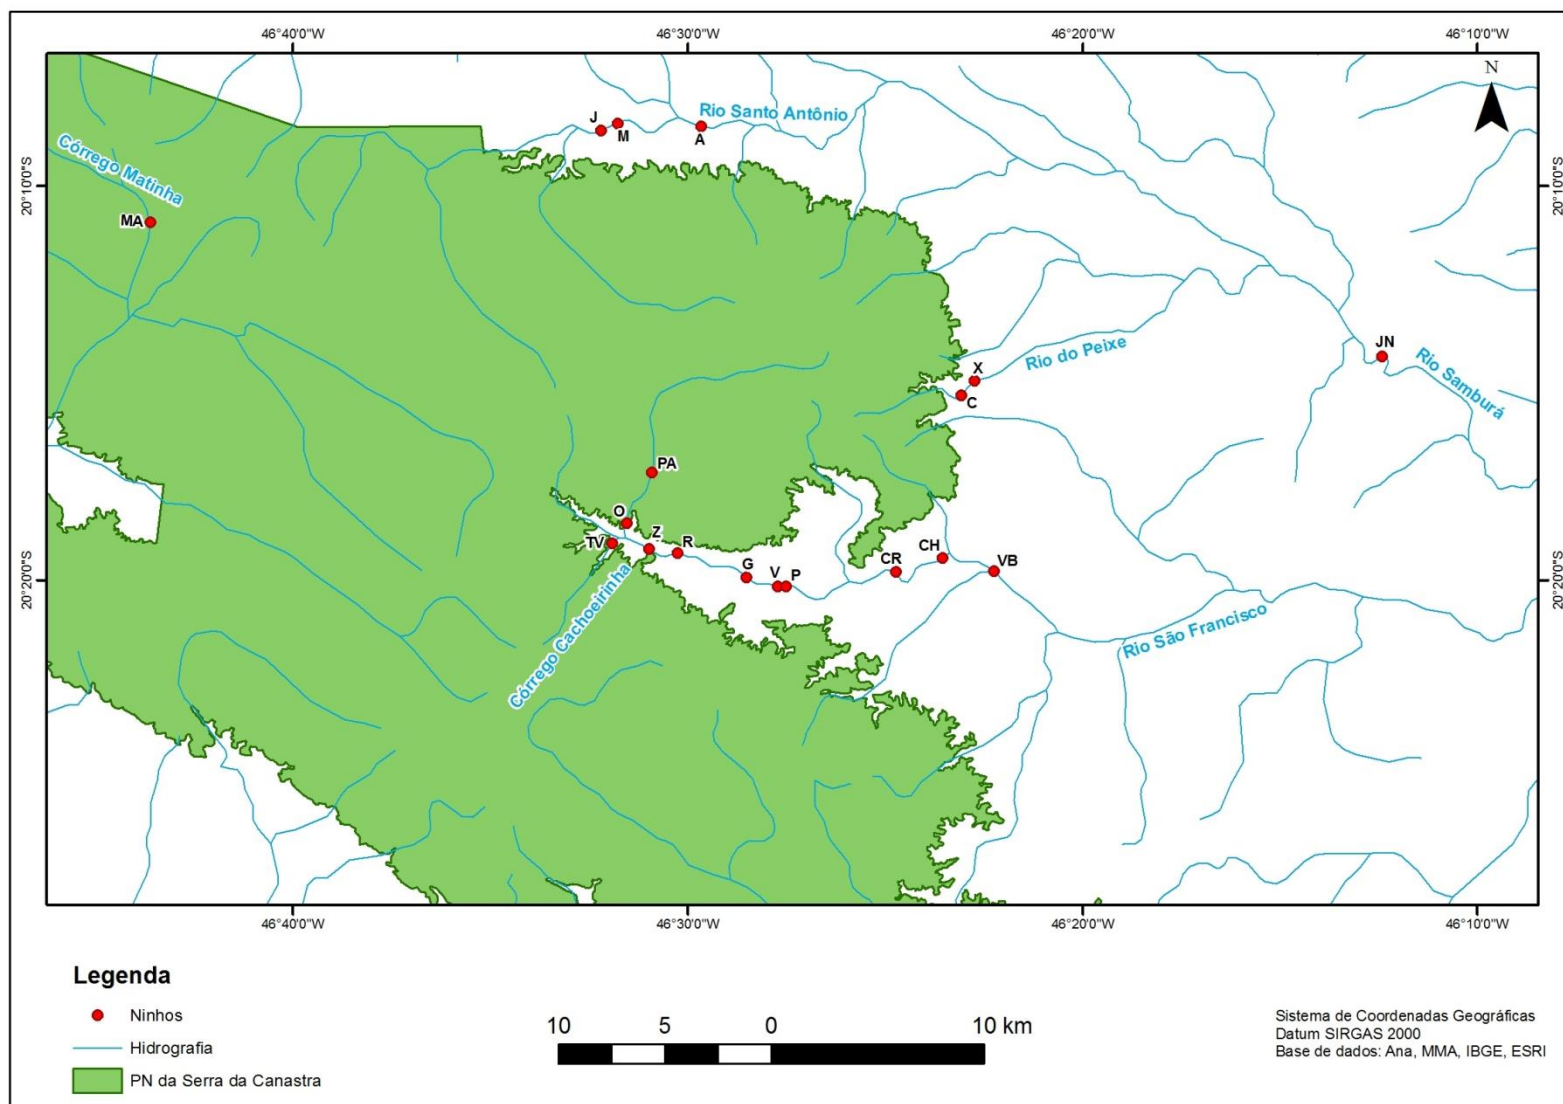 46°40'0"W 46°30'0"W 46°20'0"W 46°10'0"W
N
J
M
A
Rio Santo Antônio
Córrego Matinha
MA
20°10'0"S
20°10'0"S
JN
Rio Samburá
X
C
Rio do Peixe
PA
O
TV
Z
R
G
V
P
CR
CH
VB
20°20'0"S
20°20'0"S
Rio São Francisco
Córrego Cachoeirinha
46°40'0"W 46°30'0"W 46°20'0"W 46°10'0"W
Legenda
Ninhos
Hidrografia
PN da Serra da Canastra
10 5 0 10 km
Sistema de Coordenadas Geográficas
Datum SIRGAS 2000
Base de dados: Ana, MMA, IBGE, ESRI